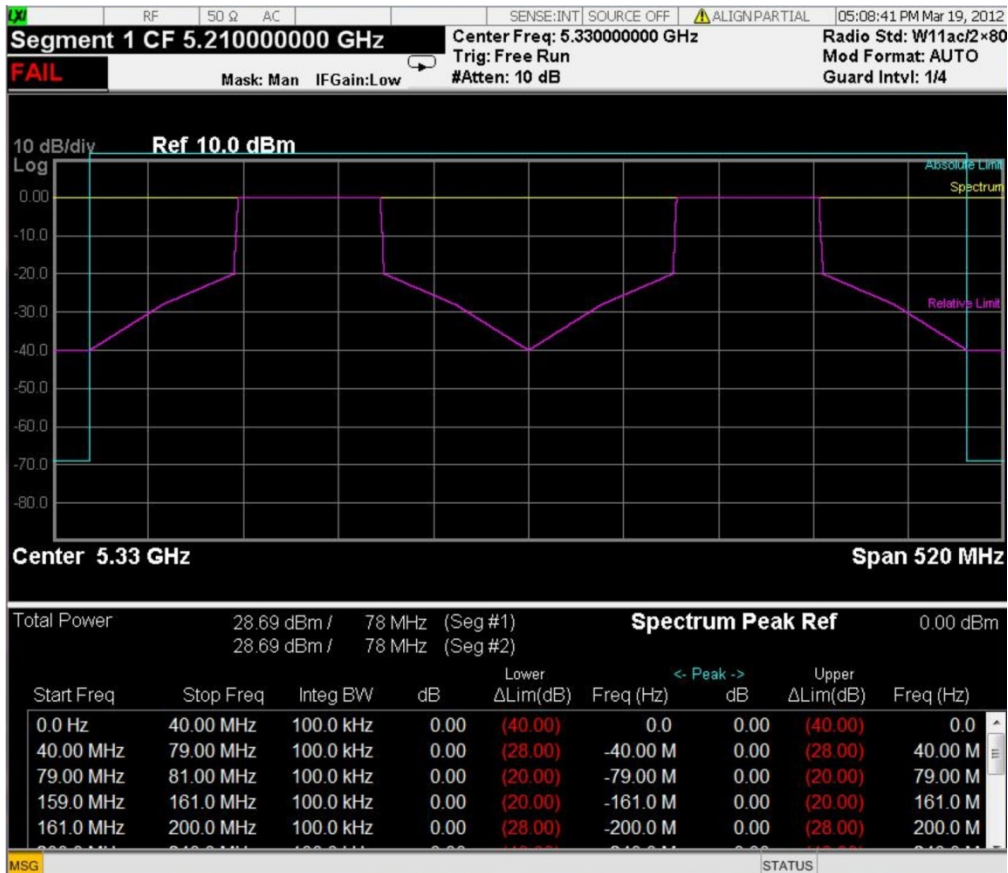 LXI RF 50 Ω AC SENSE:INT SOURCE OFF ALIGN PARTIAL 05:08:41 PM Mar 19, 2012
Segment 1 CF 5.210000000 GHz
Center Freq: 5.330000000 GHz
Radio Std: W11ac/2×80
Trig: Free Run
Mod Format: AUTO
FAIL
Mask: Man IFGain:Low
#Atten: 10 dB
Guard Intvl: 1/4
10 dB/div Ref 10.0 dBm
Log
Absolute Limit
Spectrum
0.00
-10.0
-20.0
-30.0
Relative Limit
-40.0
-50.0
-60.0
-70.0
-80.0
Center 5.33 GHz Span 520 MHz
Total Power 28.69 dBm / 78 MHz (Seg #1) Spectrum Peak Ref 0.00 dBm
28.69 dBm / 78 MHz (Seg #2)
Lower <- Peak -> Upper
Start Freq Stop Freq Integ BW dB ΔLim(dB) Freq (Hz) dB ΔLim(dB) Freq (Hz)
0.0 Hz 40.00 MHz 100.0 kHz 0.00 (40.00) 0.0 0.00 (40.00) 0.0
40.00 MHz 79.00 MHz 100.0 kHz 0.00 (28.00) -40.00 M 0.00 (28.00) 40.00 M
79.00 MHz 81.00 MHz 100.0 kHz 0.00 (20.00) -79.00 M 0.00 (20.00) 79.00 M
159.0 MHz 161.0 MHz 100.0 kHz 0.00 (20.00) -161.0 M 0.00 (20.00) 161.0 M
161.0 MHz 200.0 MHz 100.0 kHz 0.00 (28.00) -200.0 M 0.00 (28.00) 200.0 M
MSG STATUS